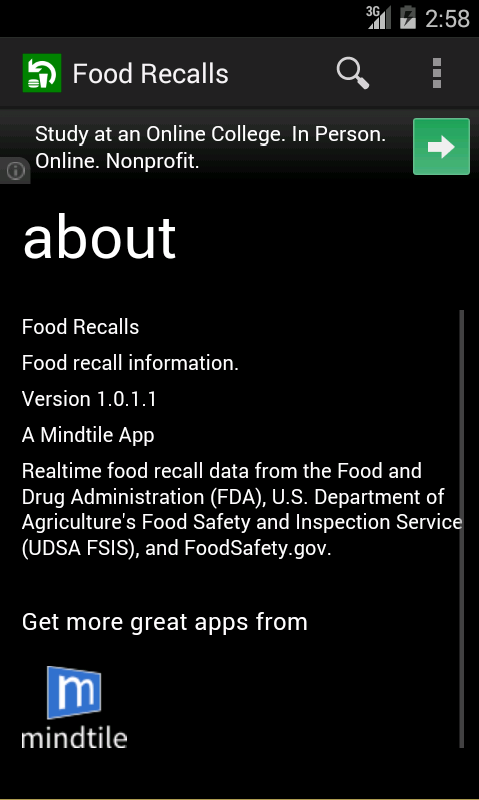 3G 2:58
Food Recalls
Study at an Online College. In Person.
Online. Nonprofit.
about
Food Recalls
Food recall information.
Version 1.0.1.1
A Mindtile App
Realtime food recall data from the Food and
Drug Administration (FDA), U.S. Department of
Agriculture's Food Safety and Inspection Service
(UDSA FSIS), and FoodSafety.gov.
Get more great apps from
m
mindtile